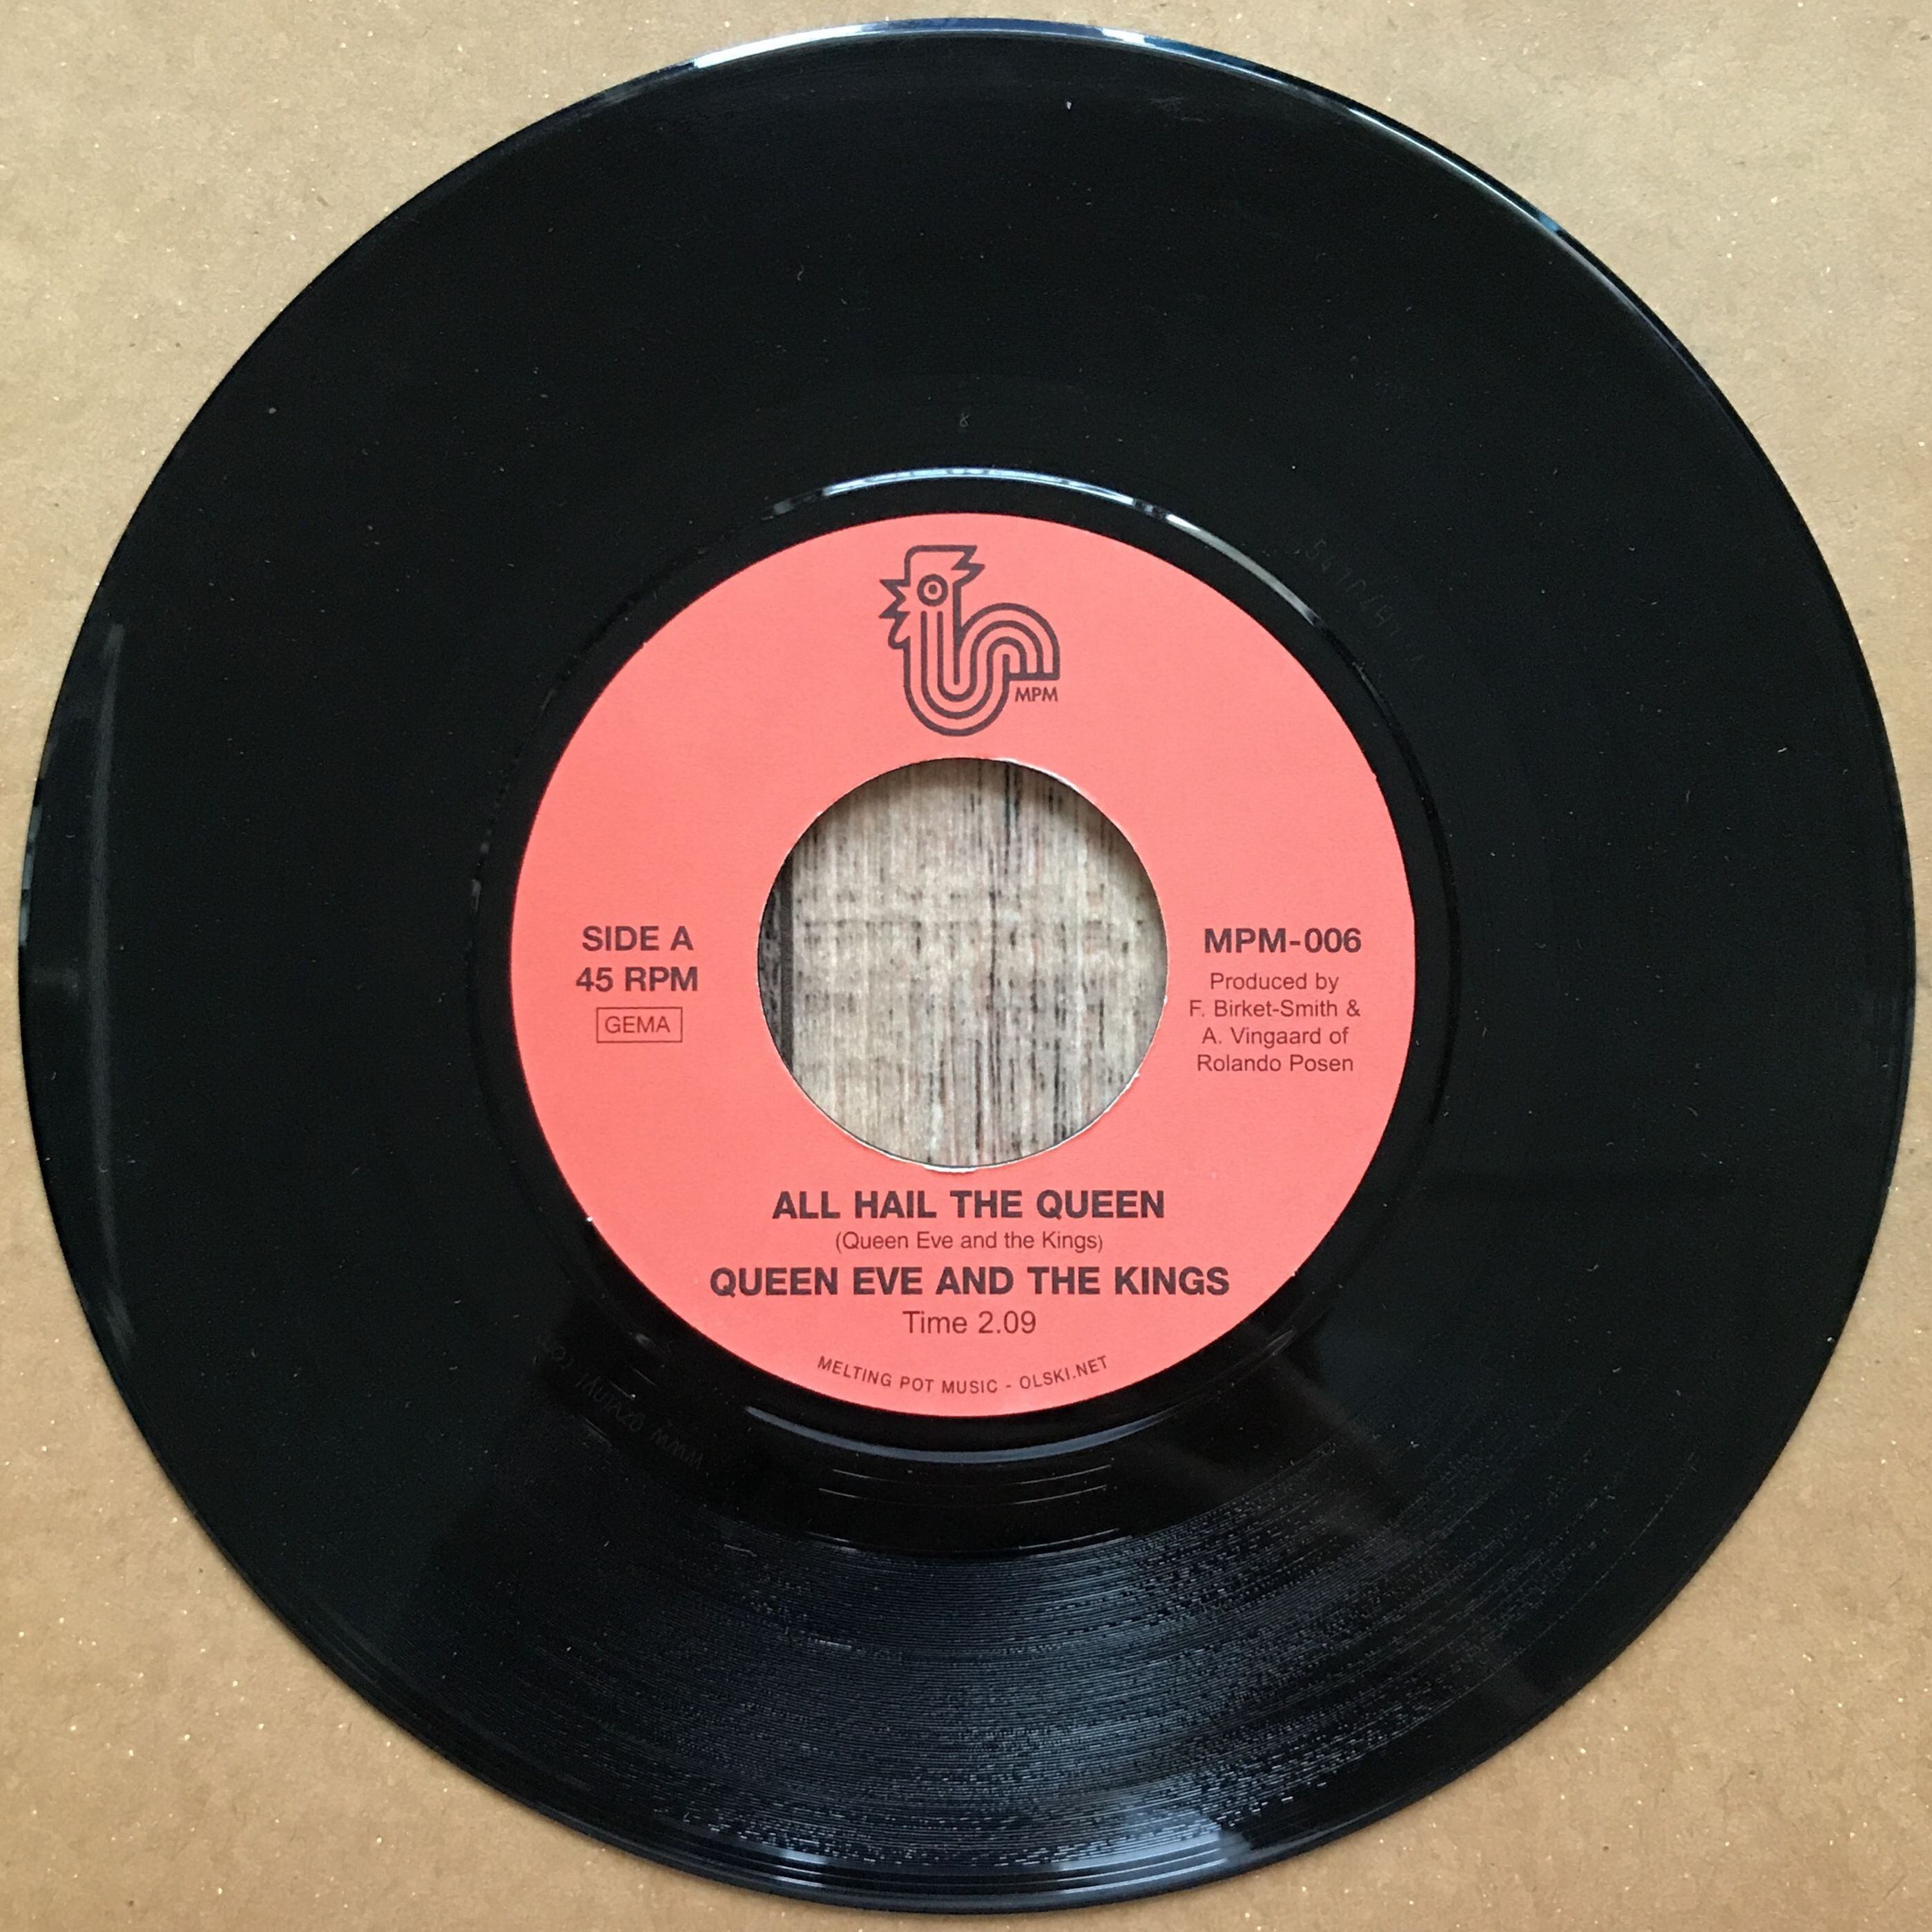 MPM
SIDE A
45 RPM
GEMA
MPM-006
Produced by
F. Birket-Smith &
A. Vingaard of
Rolando Posen
ALL HAIL THE QUEEN
(Queen Eve and the Kings)
QUEEN EVE AND THE KINGS
Time 2.09
MELTING POT MUSIC - OLSKI.NET